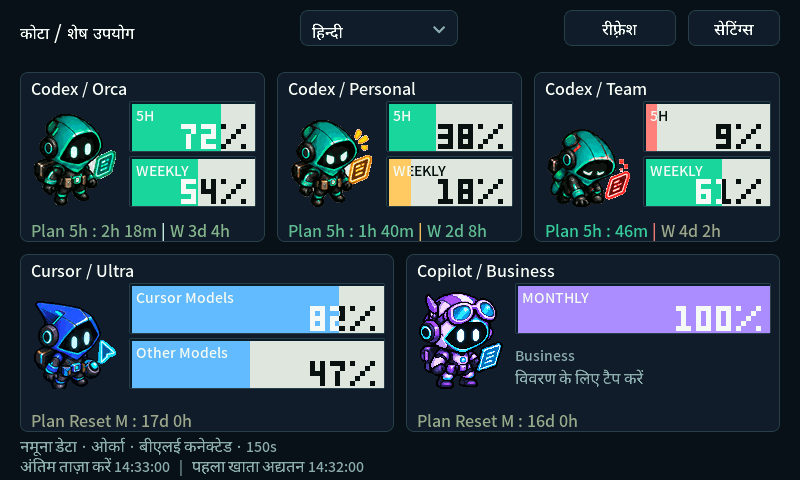 कोटा / शेष उपयोग
हिन्दी
रीफ़्रेश
सेटिंग्स
Codex / Orca
5H
72%
WEEKLY
54%
Plan 5h : 2h 18m | W 3d 4h
Codex / Personal
5H
38%
WEEKLY
18%
Plan 5h : 1h 40m | W 2d 8h
Codex / Team
5H
9%
WEEKLY
61%
Plan 5h : 46m | W 4d 2h
Cursor / Ultra
Cursor Models
82%
Other Models
47%
Plan Reset M : 17d 0h
Copilot / Business
MONTHLY
100%
Business
विवरण के लिए टैप करें
Plan Reset M : 16d 0h
नमूना डेटा · ओर्का · बीएलई कनेक्टेड · 150s
अंतिम ताज़ा करें 14:33:00 | पहला खाता अद्यतन 14:32:00